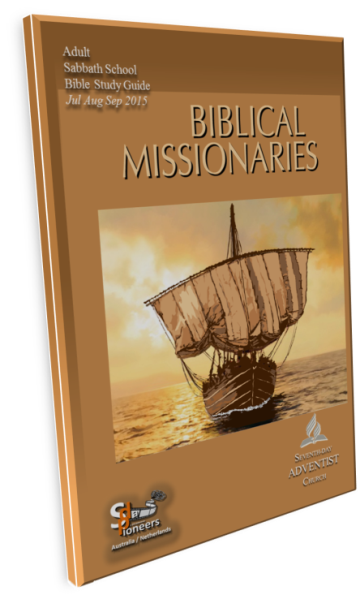 Adult
Sabbath School
Bible Study Guide
Jul Aug Sep 2015
BIBLICAL
MISSIONARIES
SEVENTH-DAY
ADVENTIST
CHURCH
Pioneers
Australia / Netherlands